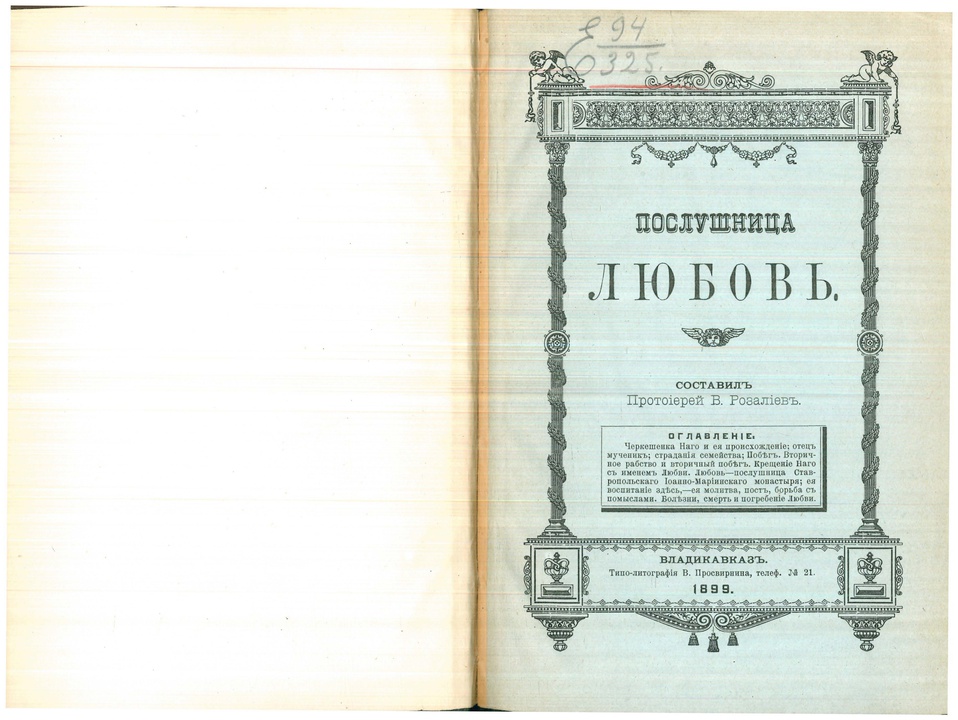 Е 94
325.
ПОСЛУШНИЦА
ЛЮБОВЬ.
СОСТАВИЛЪ
Протоіерей В. Розаліевъ.
ОГЛАВЛЕНІЕ:
Черкешенка Наго и ея происхожденіе; отецъ
мученик; страданія семейства; Побѣгъ. Вторич-
ное рабство и вторичный побѣгъ. Крещеніе Наго
съ именемъ Любви. Любовь—послушница Став-
ропольскаго Іоанно-Маріинскаго монастыря; ея
воспитаніе здѣсь,—ея молитва, постъ, борьба съ
помыслами. Болѣзни, смерть и погребеніе Любви.
ВЛАДИКАВКАЗЪ.
Типо-литографія В. Просвирнина, телеф. № 21.
1899.